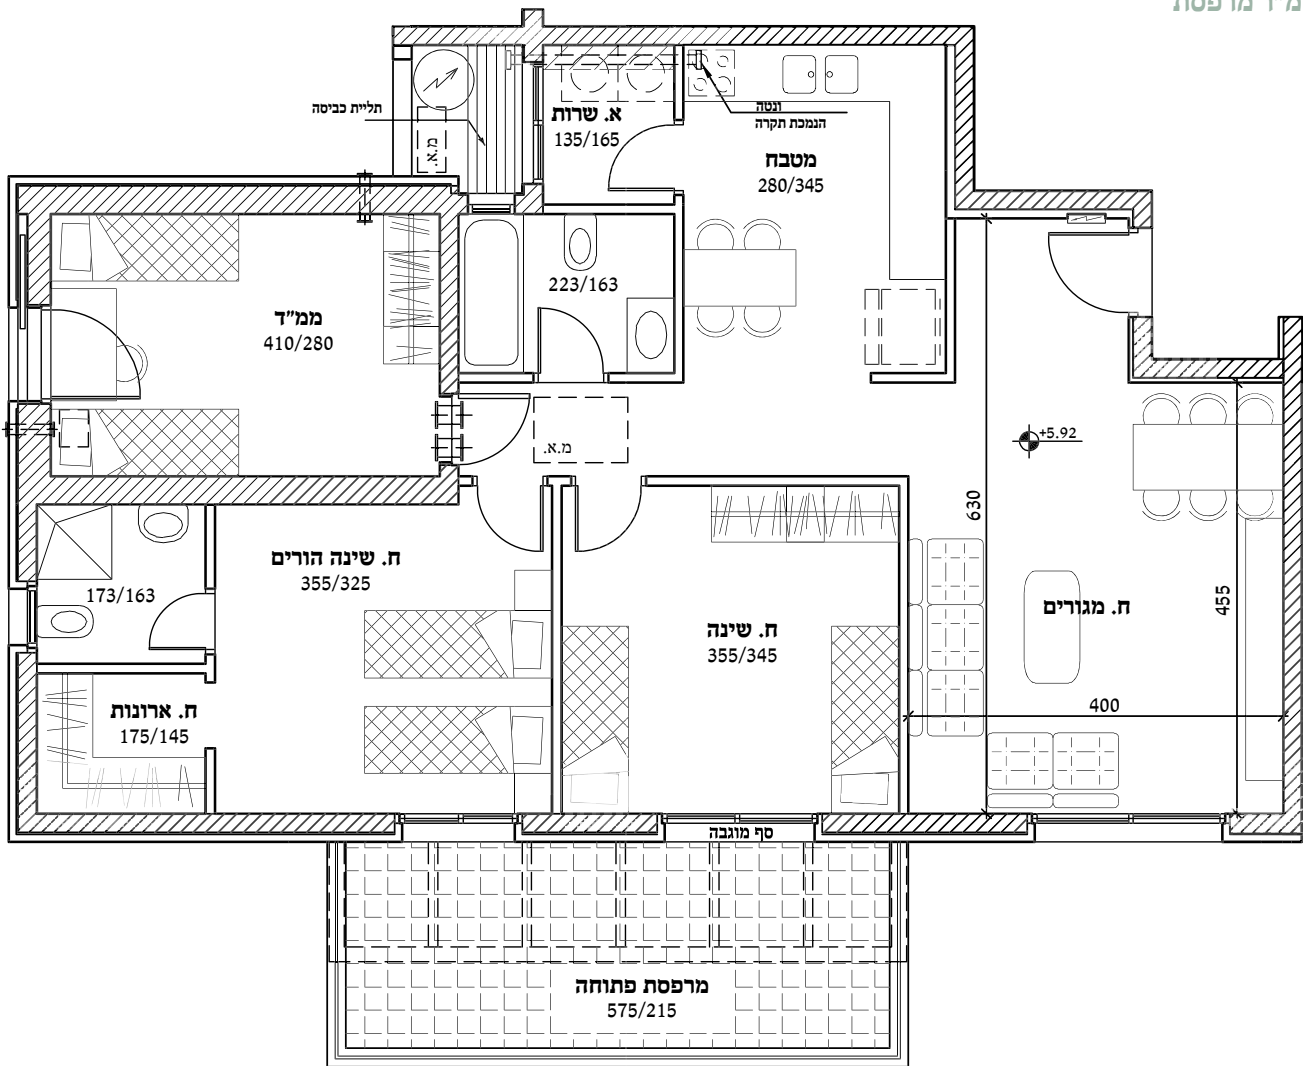 מ"ר מרפסת
תליית כביסה
א. שרות
135/165
ונטה
הנמכת תקרה
מטבח
280/345
מ.א.
223/163
ממ"ד
410/280
מ.א.
+5.92
630
455
400
ח. מגורים
ח. שינה הורים
355/325
173/163
ח. שינה
355/345
ח. ארונות
175/145
סף מוגבה
מרפסת פתוחה
575/215